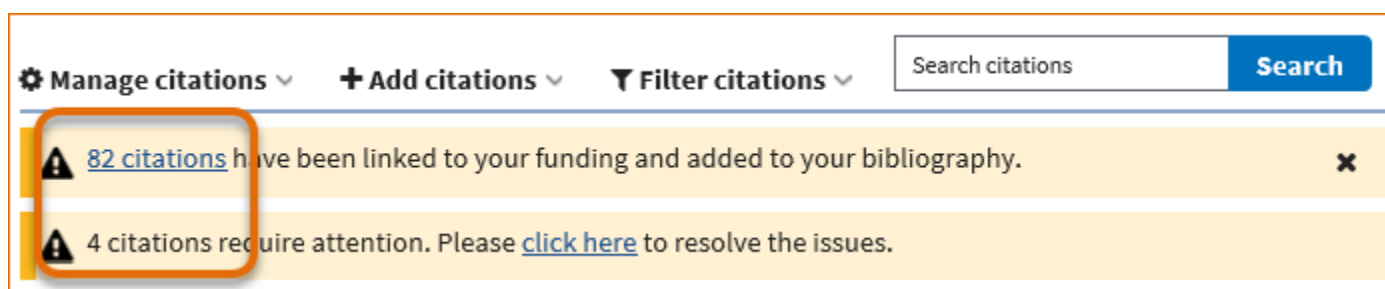 Manage citations Add citations Filter citations Search citations Search
82 citations have been linked to your funding and added to your bibliography.
4 citations require attention. Please click here to resolve the issues.